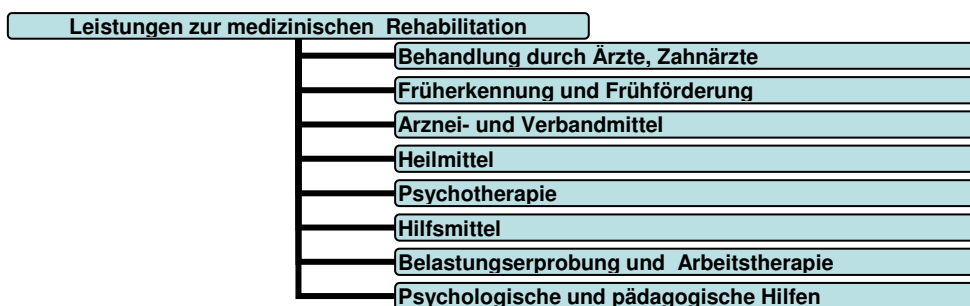 Leistungen zur medizinischen Rehabilitation
Behandlung durch Ärzte, Zahnärzte
Früherkennung und Frühförderung
Arznei- und Verbandmittel
Heilmittel
Psychotherapie
Hilfsmittel
Belastungserprobung und Arbeitstherapie
Psychologische und pädagogische Hilfen